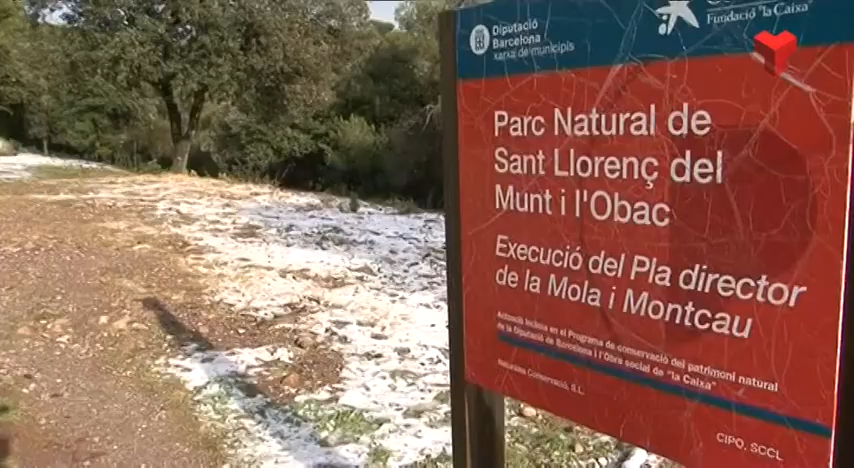 Diputació
Barcelona
xarxa de municipis
Fundació "la Caixa"
Parc Natural de
Sant Llorenç del
Munt i l'Obac
Execució del Pla director
de la Mola i Montcau
Actuació inclosa en el Programa de conservació del patrimoni natural
de la Diputació de Barcelona i l'Obra social de "la Caixa"
Naturalea Conservació, S.L
CIPO, SCCL